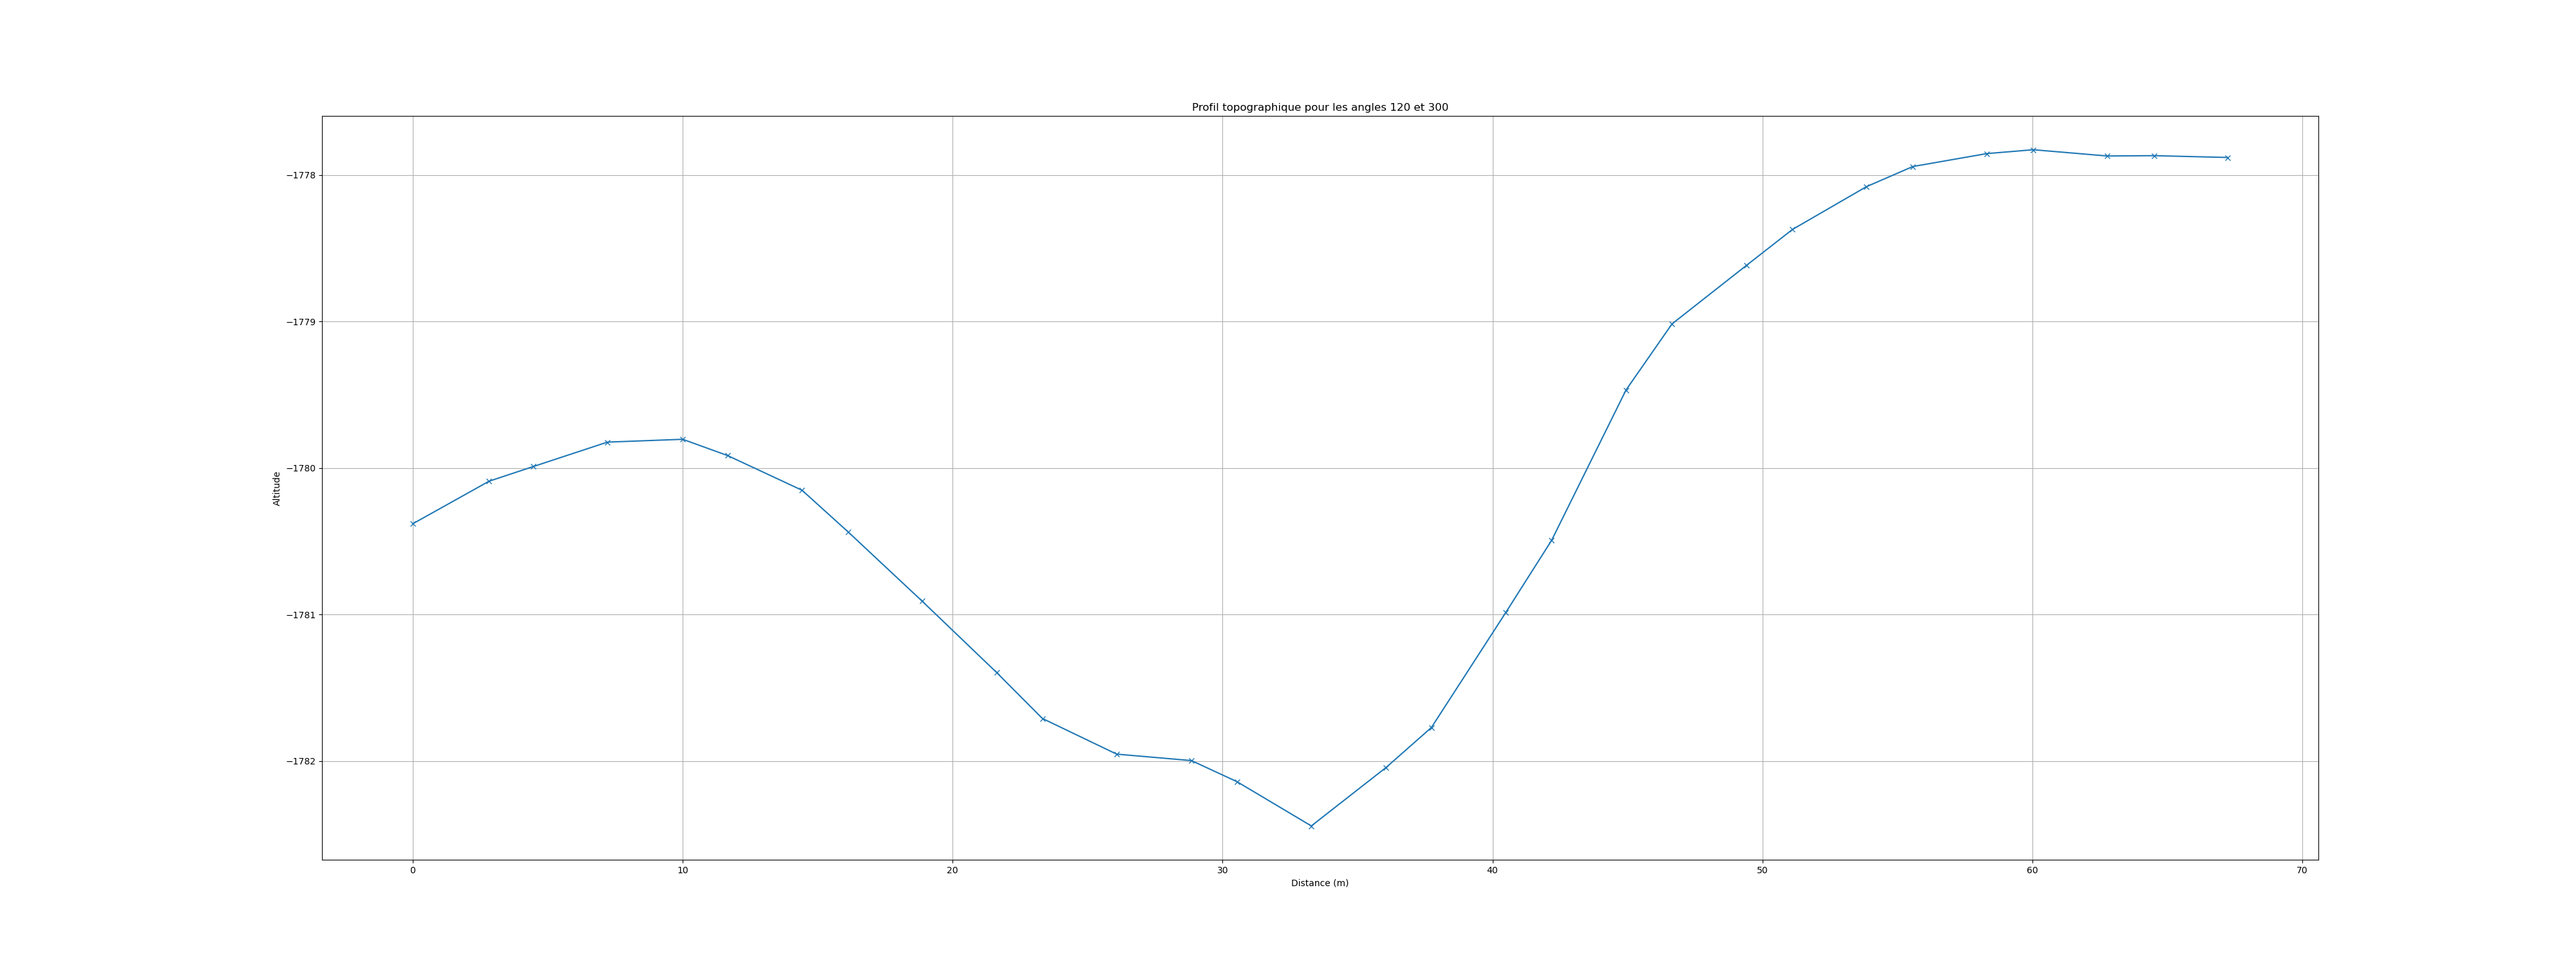 Profil topographique pour les angles 120 et 300
Altitude
−1778
−1779
−1780
−1781
−1782
0 10 20 30 40 50 60 70
Distance (m)